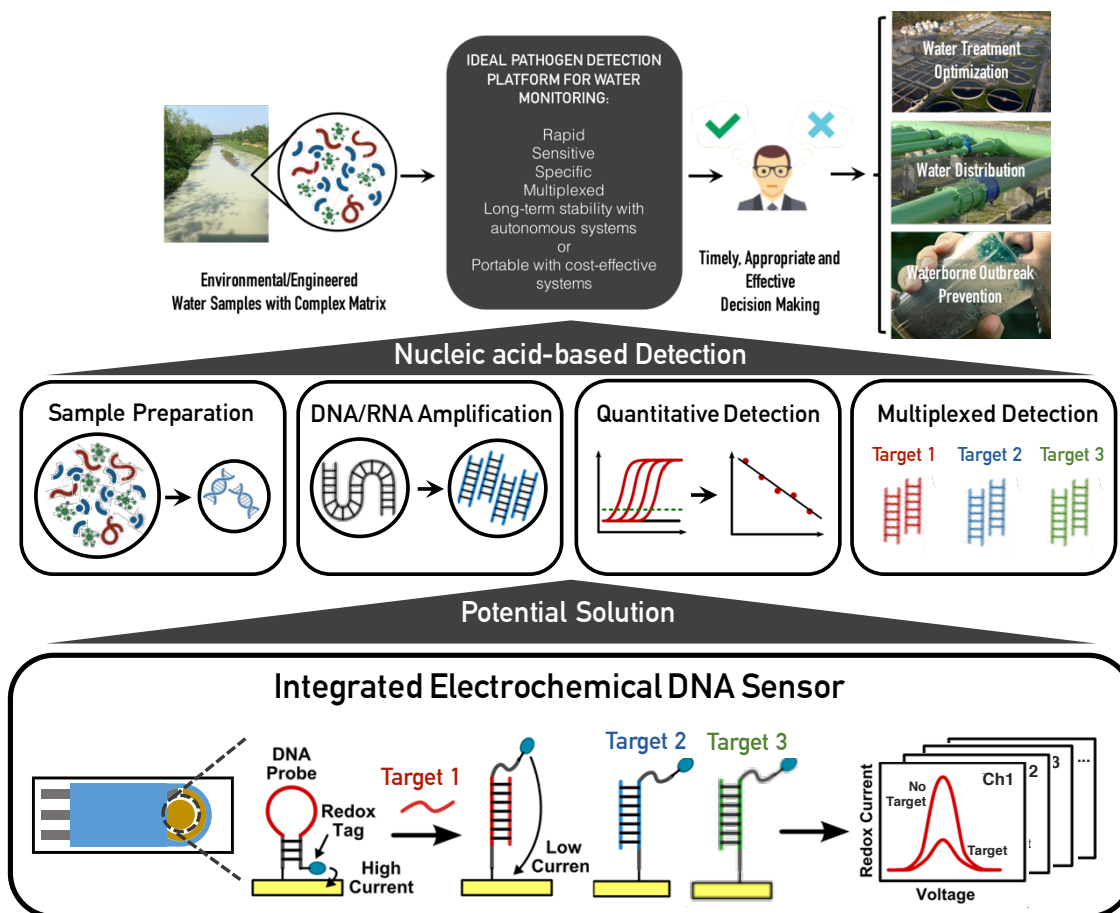 IDEAL PATHOGEN DETECTION
PLATFORM FOR WATER
MONITORING:
Rapid
Sensitive
Specific
Multiplexed
Long-term stability with
autonomous systems
or
Portable with cost-effective
systems
Environmental/Engineered
Water Samples with Complex Matrix
Timely, Appropriate and
Effective
Decision Making
Water Treatment
Optimization
Water Distribution
Waterborne Outbreak
Prevention
Nucleic acid-based Detection
Sample Preparation
DNA/RNA Amplification
Quantitative Detection
Multiplexed Detection
Target 1
Target 2
Target 3
Potential Solution
Integrated Electrochemical DNA Sensor
DNA
Probe
Redox
Tag
High
Current
Target 1
Low
Curren
Target 2
Target 3
Redox Current
No
Target
Target
Ch1
2
3
...
t
Voltage